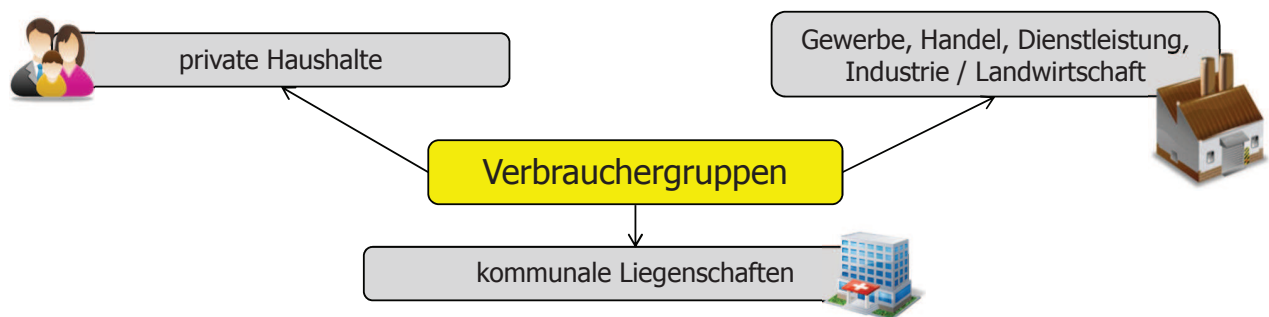 private Haushalte
Gewerbe, Handel, Dienstleistung,
Industrie / Landwirtschaft
Verbrauchergruppen
kommunale Liegenschaften